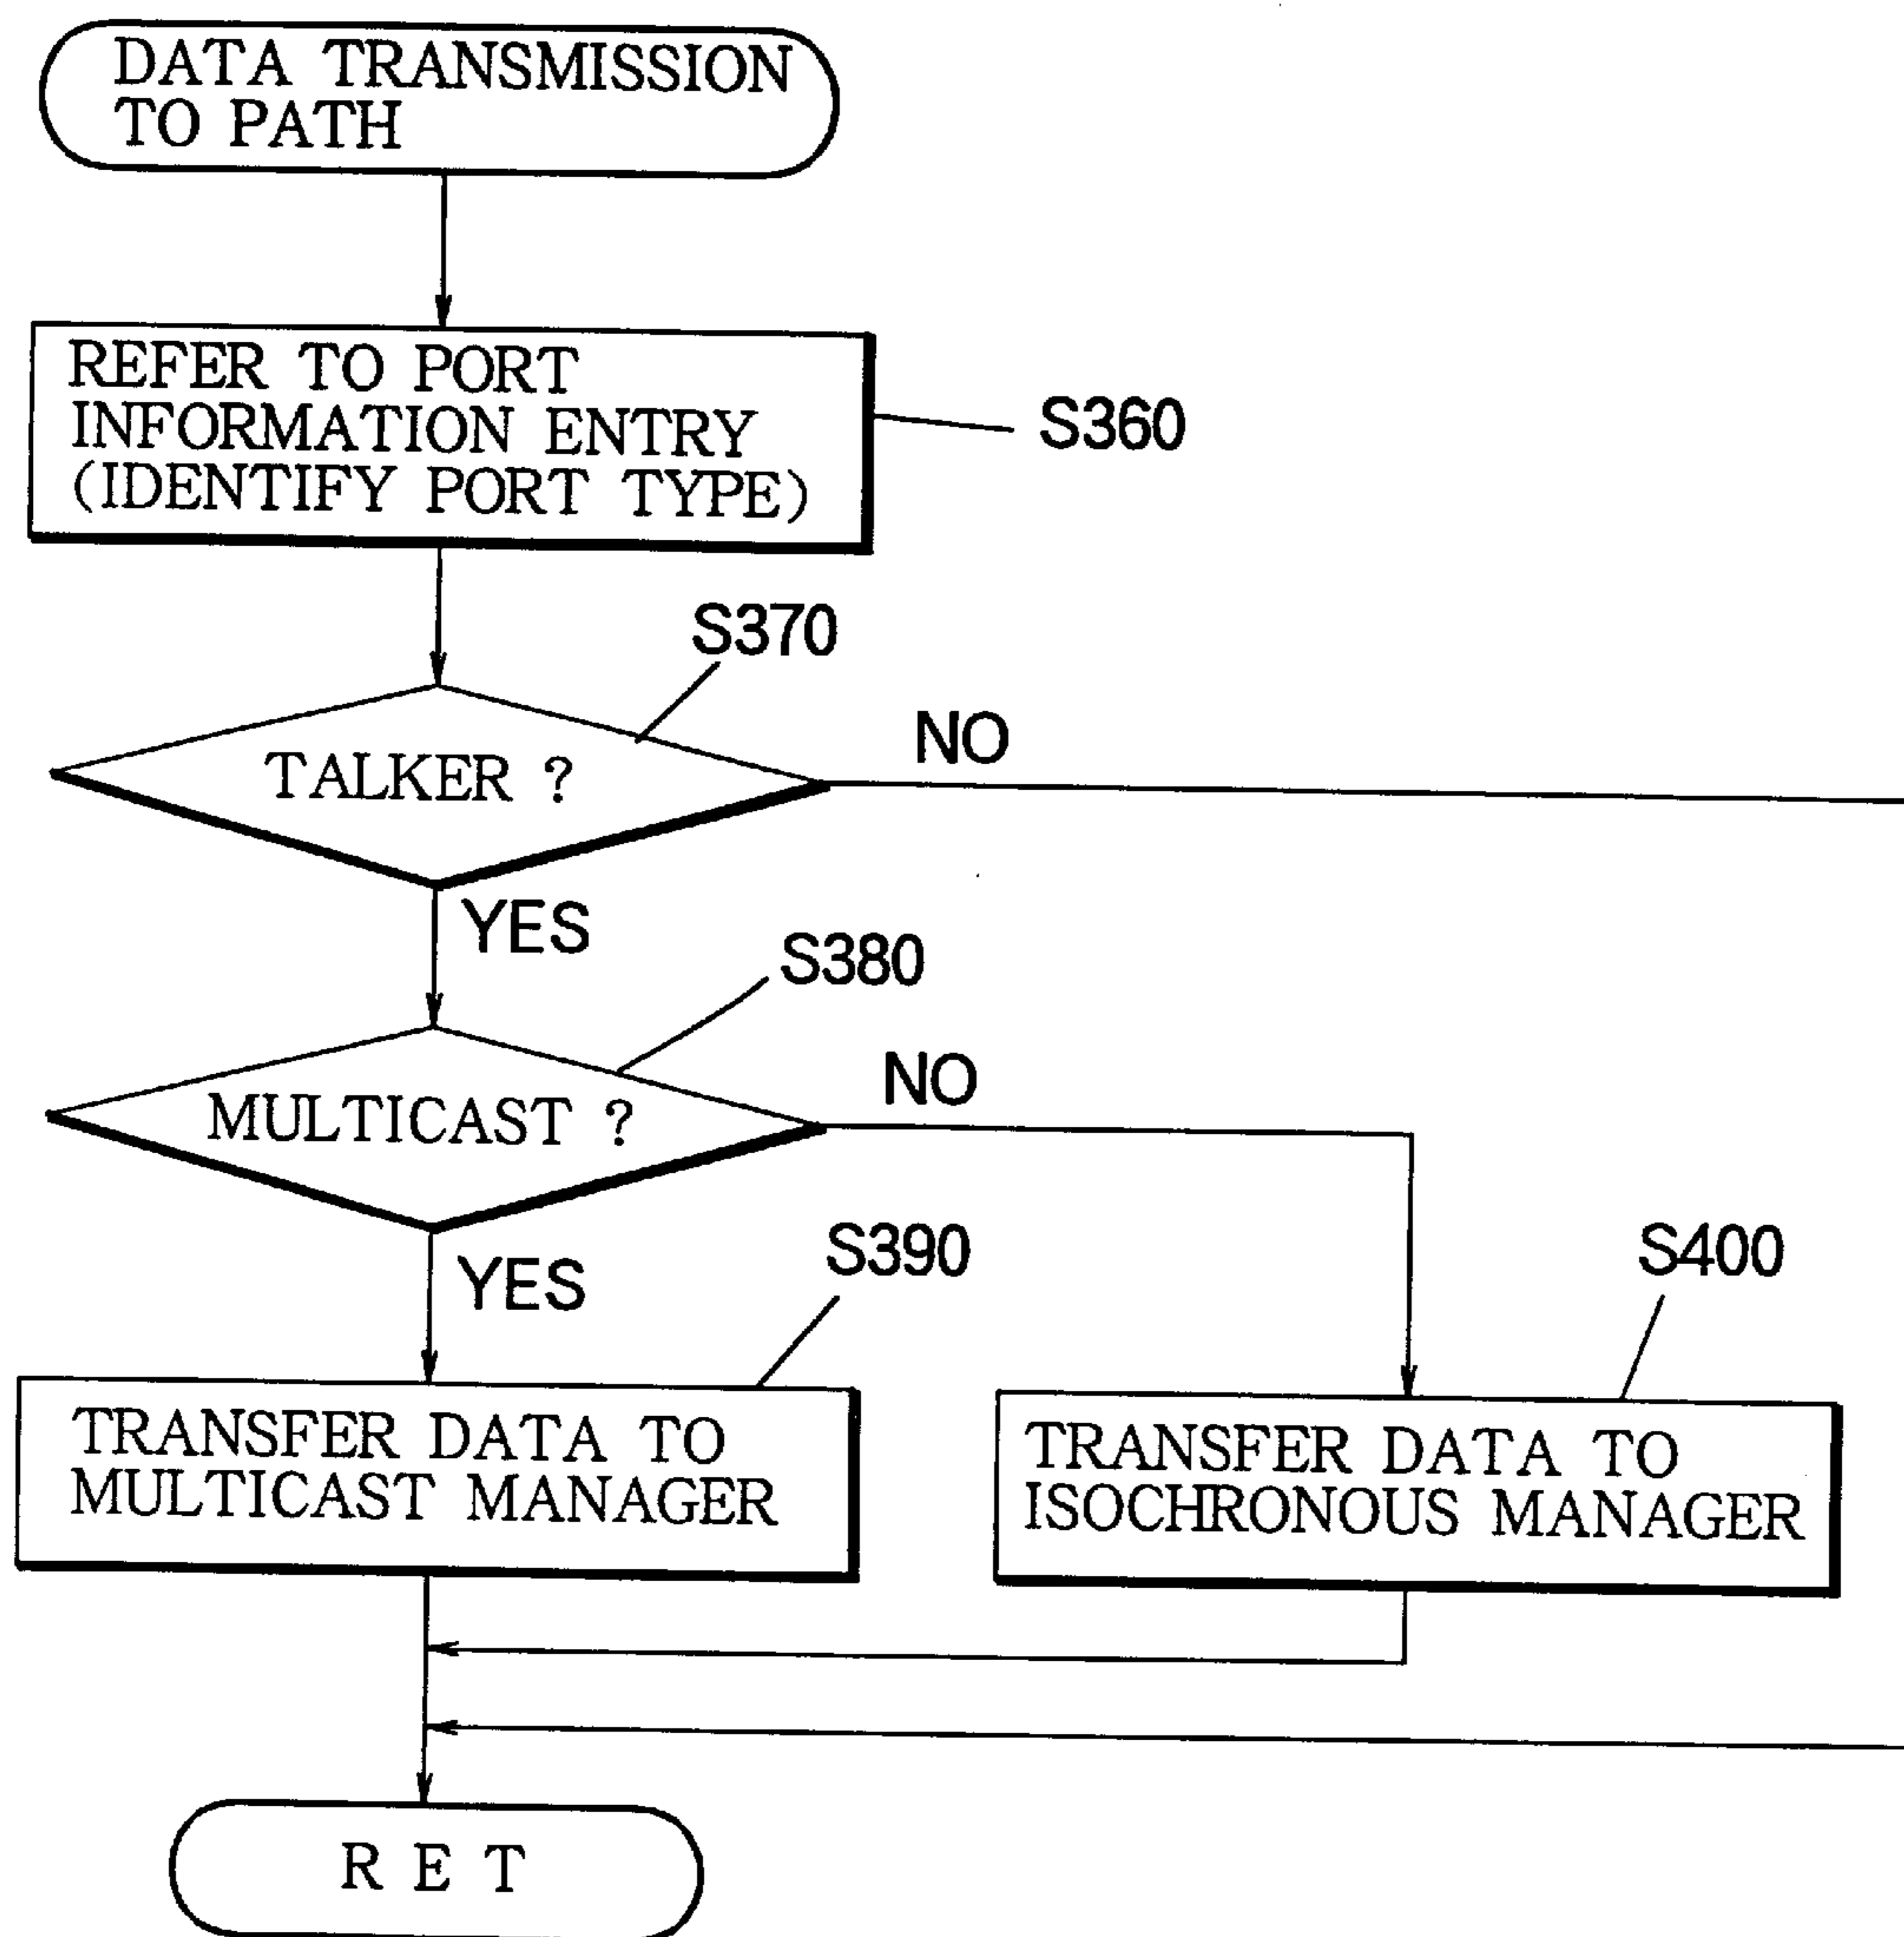 DATA TRANSMISSION
TO PATH
REFER TO PORT
INFORMATION ENTRY
(IDENTIFY PORT TYPE)
S360
S370
TALKER ?
NO
YES
S380
MULTICAST ?
NO
YES
S390
S400
TRANSFER DATA TO
MULTICAST MANAGER
TRANSFER DATA TO
ISOCHRONOUS MANAGER
R E T